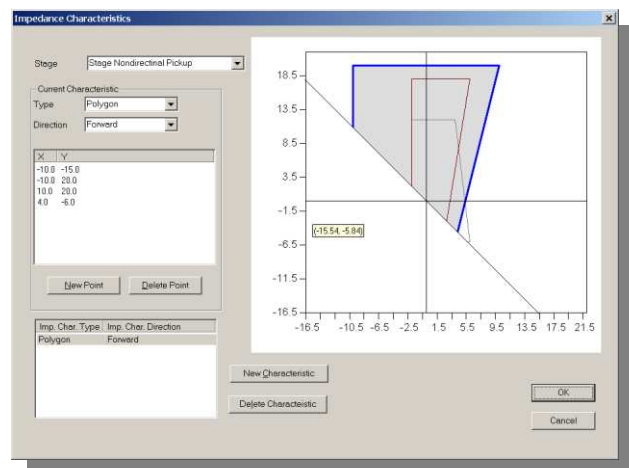 Impedance Characteristics
Stage
Stage Nondirectinal Pickup
Current Characteristic
Type
Polygon
Direction
Forward
X Y
-10.0 -15.0
-10.0 20.0
10.0 20.0
4.0 -6.0
New Point
Delete Point
Imp. Char. Type Imp. Char. Direction
Polygon Forward
18.5
13.5
8.5
3.5
-1.5
-6.5
-11.5
-16.5
(-15.54, -5.84)
-16.5 -10.5 -6.5 -2.5 1.5 5.5 9.5 13.5 17.5 21.5
New Characteristic
Delete Characteistic
OK
Cancel